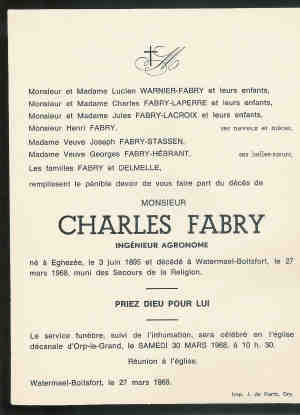 Monsieur et Madame Lucien WARNIER-FABRY et leurs enfants,
Monsieur et Madame Charles FABRY-LAPERRE et leurs enfants,
Monsieur et Madame Jules FABRY-LACROIX et leurs enfants,
Monsieur Henri FABRY, ses neveux et nièces,
Madame Veuve Joseph FABRY-STASSEN,
Madame Veuve Georges FABRY-HÉBRANT, ses belles-sœurs,
Les familles FABRY et DELMELLE,
remplissent le pénible devoir de vous faire part du décès de
MONSIEUR
CHARLES FABRY
INGÉNIEUR AGRONOME
né à Eghezée, le 3 juin 1895 et décédé à Watermael-Boitsfort, le 27
mars 1968, muni des Secours de la Religion.
PRIEZ DIEU POUR LUI
Le service funèbre, suivi de l'inhumation, sera célébré en l'église
décanale d'Orp-le-Grand, le SAMEDI 30 MARS 1968, à 10 h. 30.
Réunion à l'église.
Watermael-Boitsfort, le 27 mars 1968.
Imp. J. de